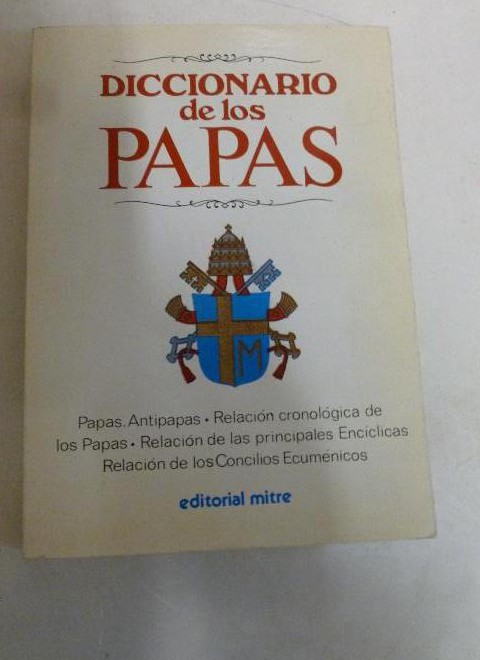 DICCIONARIO
de los
PAPAS
M
Papas. Antipapas • Relación cronológica de
los Papas • Relación de las principales Encíclicas
Relación de los Concilios Ecuménicos
editorial mitre